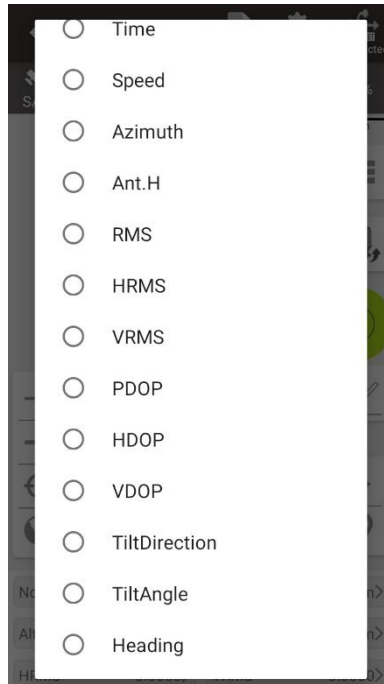 Time
Speed
Azimuth
Ant.H
RMS
HRMS
VRMS
PDOP
HDOP
VDOP
TiltDirection
TiltAngle
Heading